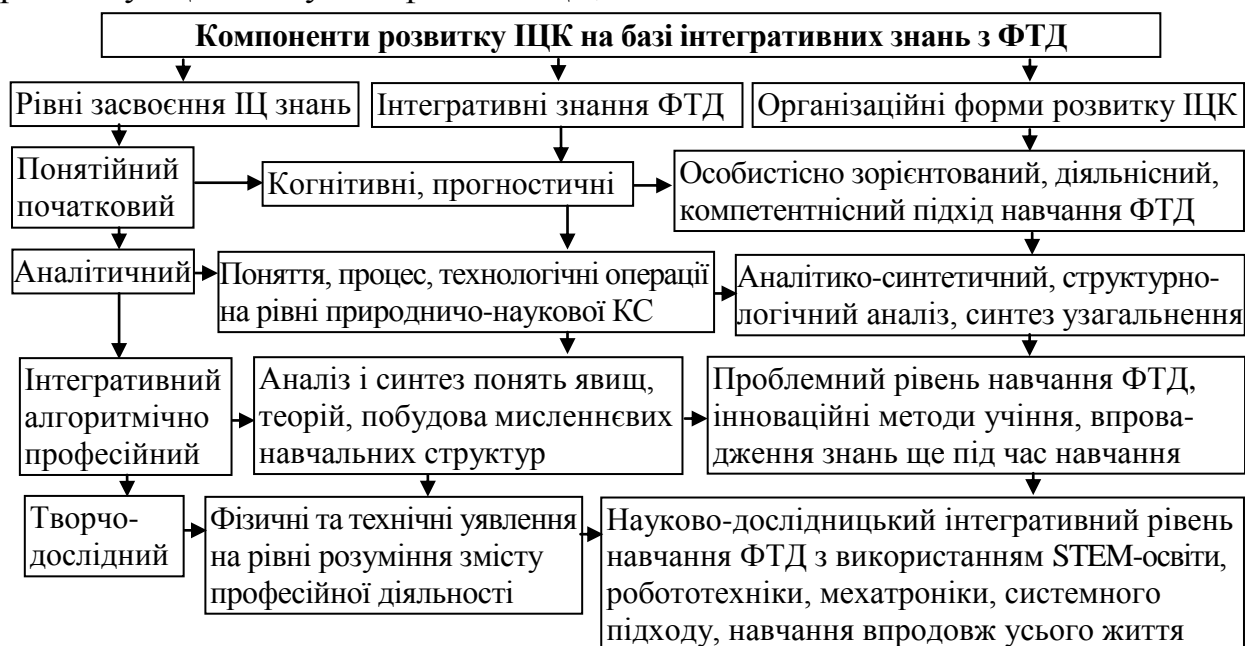 Компоненти розвитку ІЩК на базі інтегративних знань з ФТД
Рівні засвоєння ІЩ знань
Інтегративні знання ФТД
Організаційні форми розвитку ІЩК
Понятійний
початковий
Когнітивні, прогностичні
Особистісно зорієнтований, діяльнісний,
компетентнісний підхід навчання ФТД
Аналітичний
Поняття, процес, технологічні операції
на рівні природничо-наукової КС
Аналітико-синтетичний, структурно-
логічний аналіз, синтез узагальнення
Інтегративний
алгоритмічно
професійний
Аналіз і синтез понять явищ,
теорій, побудова мисленнєвих
навчальних структур
Проблемний рівень навчання ФТД,
інноваційні методи учіння, впрова-
дження знань ще під час навчання
Творчо-
дослідний
Фізичні та технічні уявлення
на рівні розуміння змісту
професійної діяльності
Науково-дослідницький інтегративний рівень
навчання ФТД з використанням STEM-освіти,
робототехніки, мехатроніки, системного
підходу, навчання впродовж усього життя